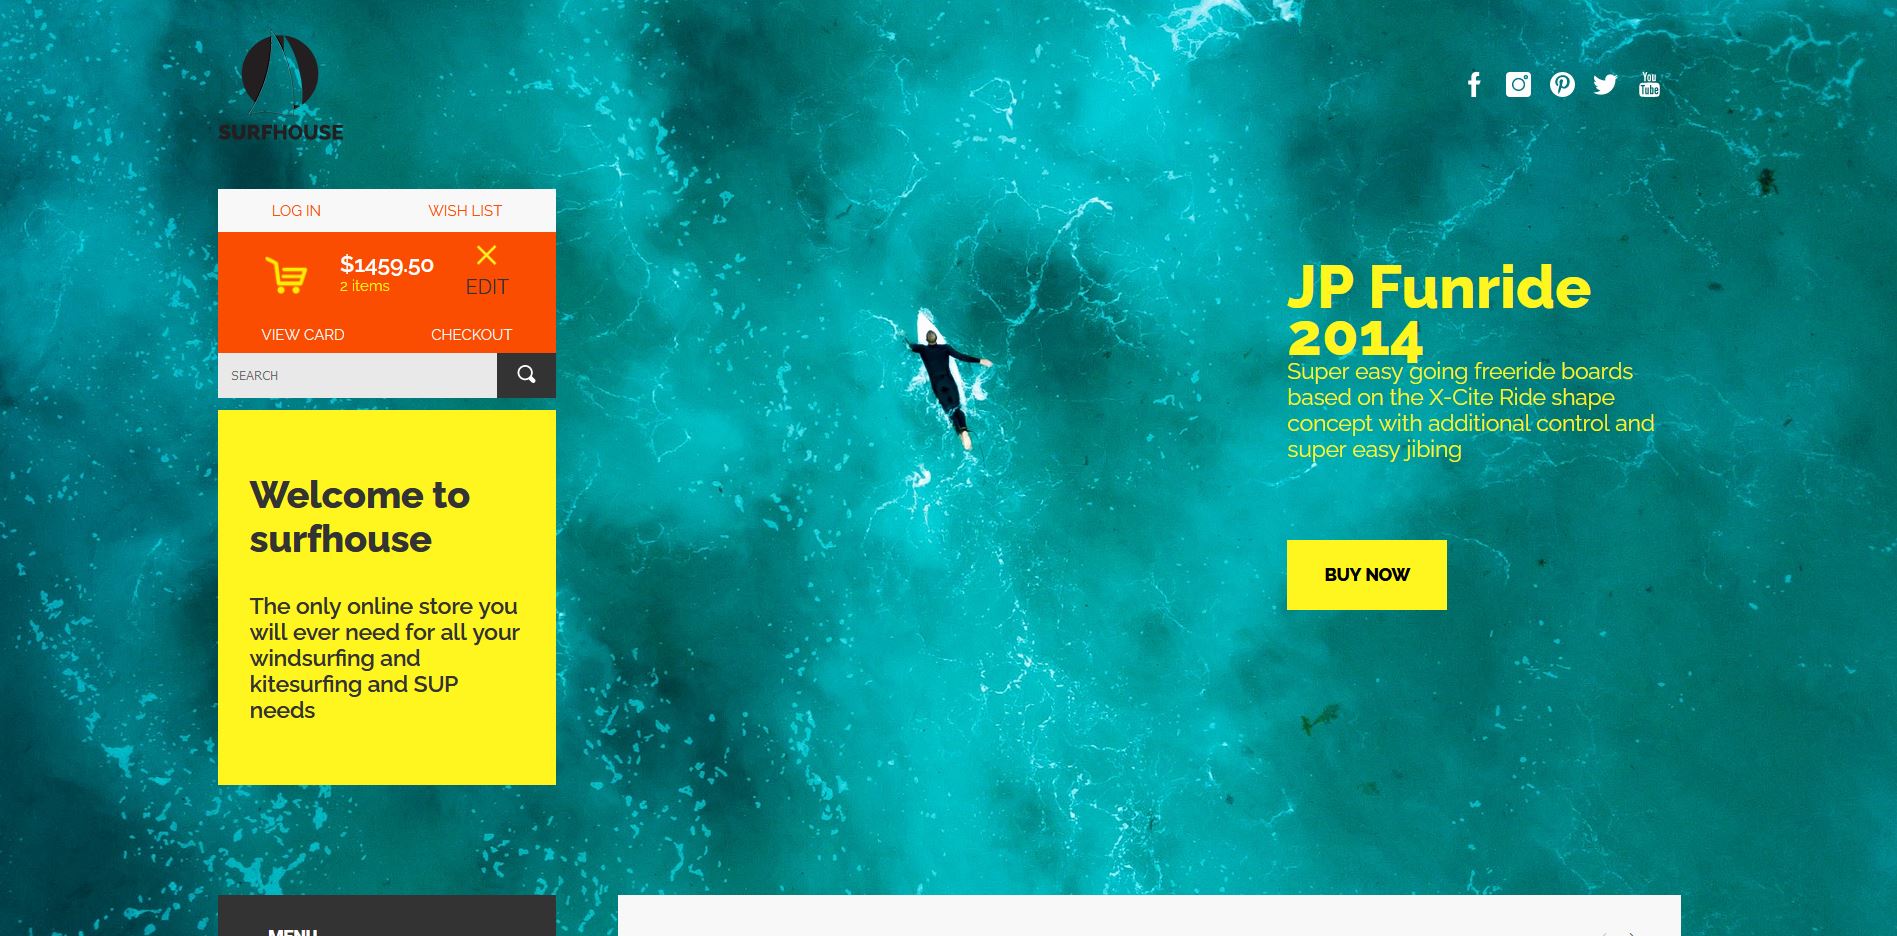 SURFHOUSE
You
Tube
LOG IN
WISH LIST
$1459.50
2 items
EDIT
VIEW CARD
CHECKOUT
SEARCH
Welcome to
surfhouse
The only online store you
will ever need for all your
windsurfing and
kitesurfing and SUP
needs
JP Funride
2014
Super easy going freeride boards
based on the X-Cite Ride shape
concept with additional control and
super easy jibing
BUY NOW
MENU